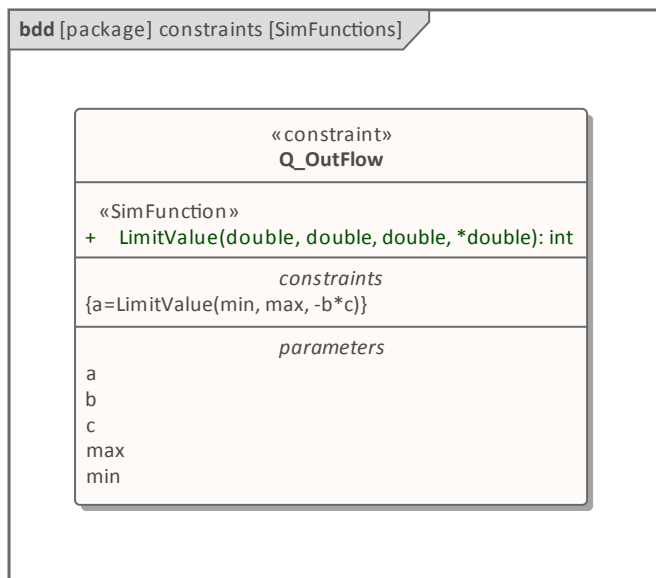 bdd [package] constraints [SimFunctions]
«constraint»
Q_OutFlow
«SimFunction»
+ LimitValue(double, double, double, *double): int
constraints
{a=LimitValue(min, max, -b*c)}
parameters
a
b
c
max
min